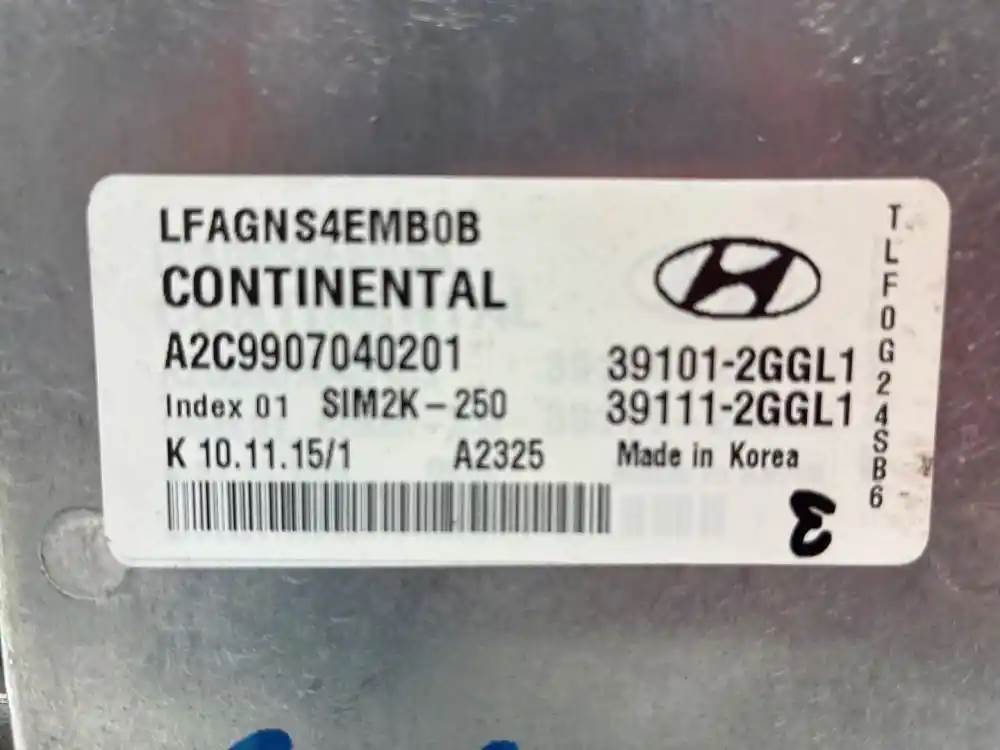 LFAGNS4EMB0B
CONTINENTAL
A2C9907040201
Index 01 SIM2K-250
K 10.11.15/1 A2325
39101-2GGL1
39111-2GGL1
Made in Korea
3
TLF0G24SB6